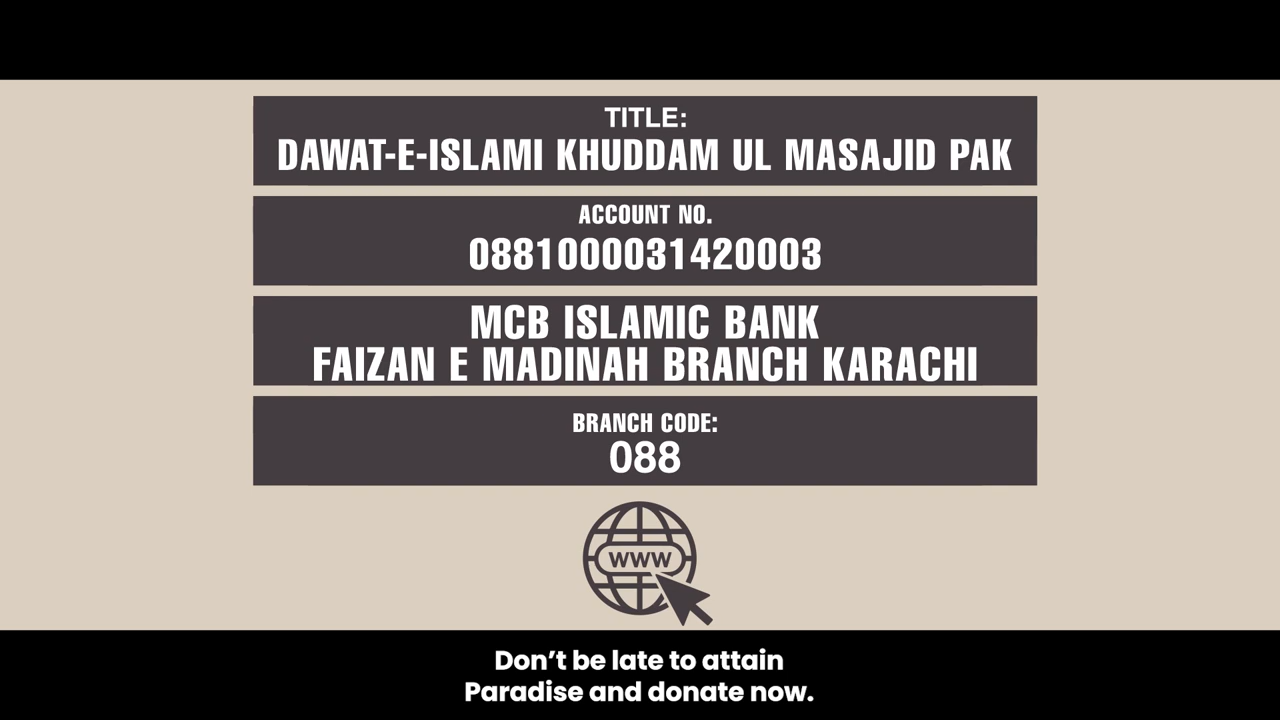 TITLE:
DAWAT-E-ISLAMI KHUDDAM UL MASAJID PAK
ACCOUNT NO.
0881000031420003
MCB ISLAMIC BANK
FAIZAN E MADINAH BRANCH KARACHI
BRANCH CODE:
088
WWW
Don't be late to attain
Paradise and donate now.